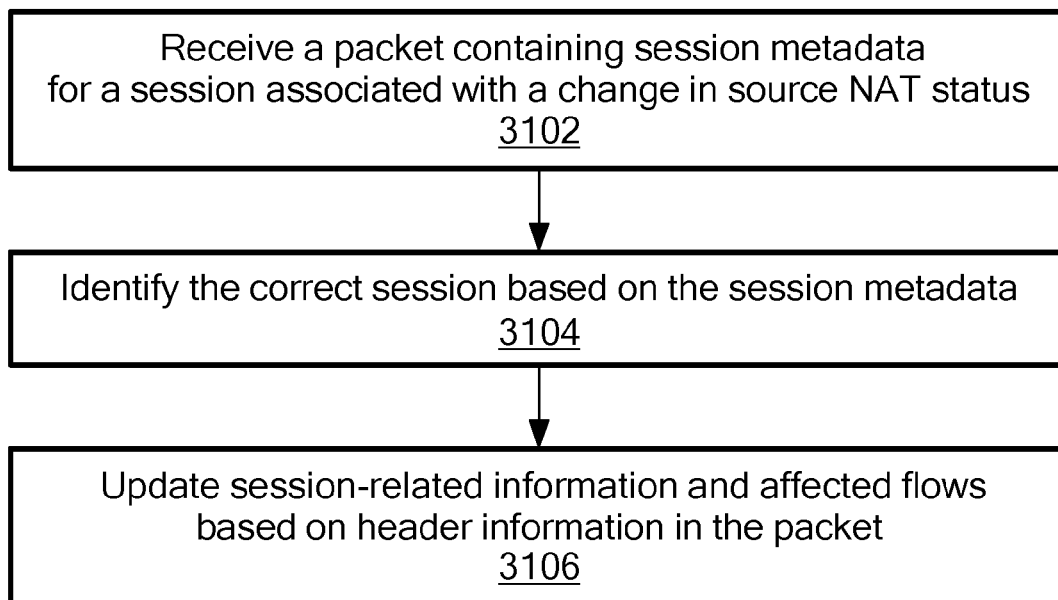 Receive a packet containing session metadata
for a session associated with a change in source NAT status
3102
Identify the correct session based on the session metadata
3104
Update session-related information and affected flows
based on header information in the packet
3106